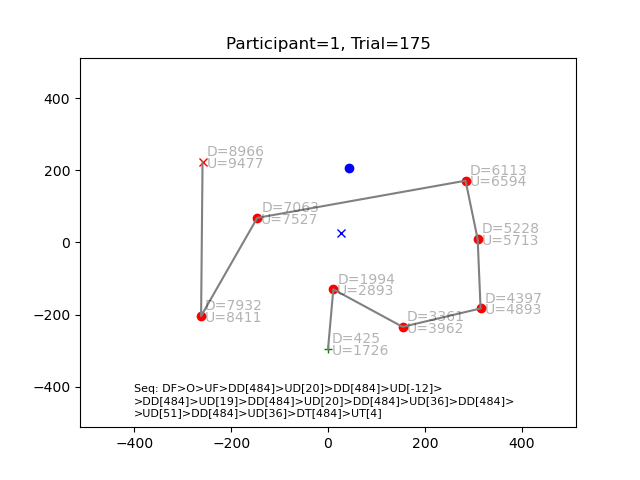 Participant=1, Trial=175
400
200
0
−200
−400
−400
−200
0
200
400
D=8966
U=9477
D=6113
U=6594
D=7063
U=7527
D=5228
U=5713
D=1994
U=2893
D=4397
U=4893
D=7932
U=8411
D=3361
U=3962
D=425
U=1726
Seq: DF>O>UF>DD[484]>UD[20]>DD[484]>UD[-12]>
>DD[484]>UD[19]>DD[484]>UD[20]>DD[484]>UD[36]>DD[484]>
>UD[51]>DD[484]>UD[36]>DT[484]>UT[4]